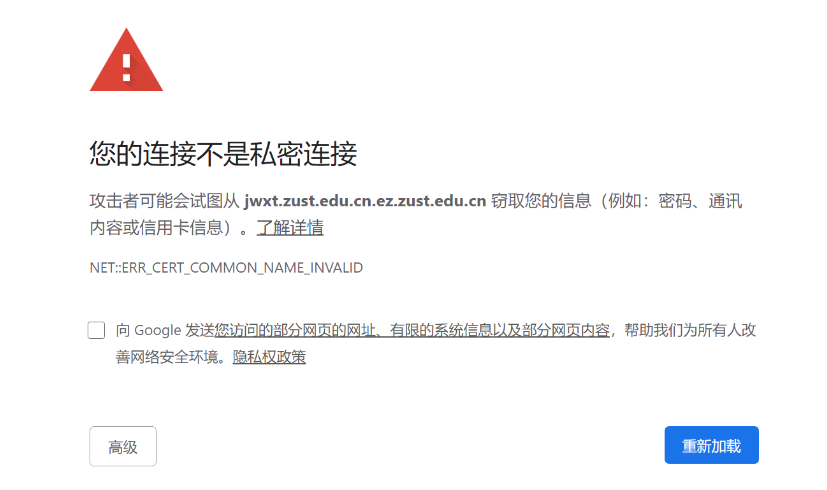 您的连接不是私密连接
攻击者可能会试图从 jwxt.zust.edu.cn.ez.zust.edu.cn 窃取您的信息（例如：密码、通讯
内容或信用卡信息）。了解详情
NET::ERR_CERT_COMMON_NAME_INVALID
向 Google 发送您访问的部分网页的网址、有限的系统信息以及部分网页内容，帮助我们为所有人改
善网络安全环境。隐私权政策
高级
重新加载